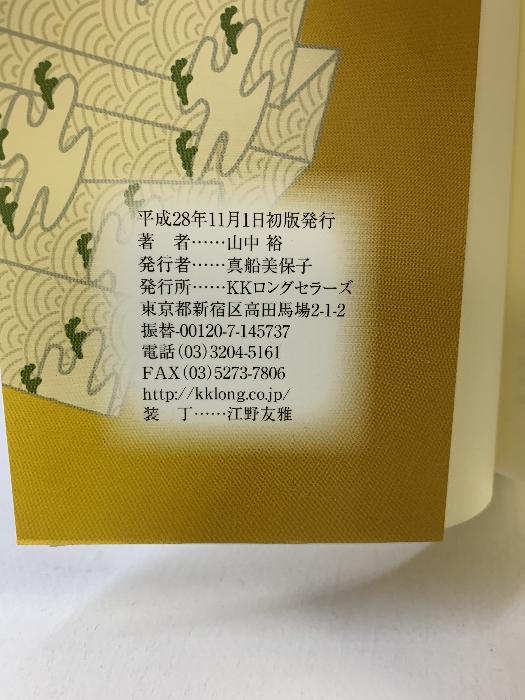 平成28年11月1日初版発行
著　者……山中 裕
発行者……真船美保子
発行所……KKロングセラーズ
東京都新宿区高田馬場2-1-2
振替-00120-7-145737
電話(03)3204-5161
FAX(03)5273-7806
http://kklong.co.jp/
装　丁……江野友雅